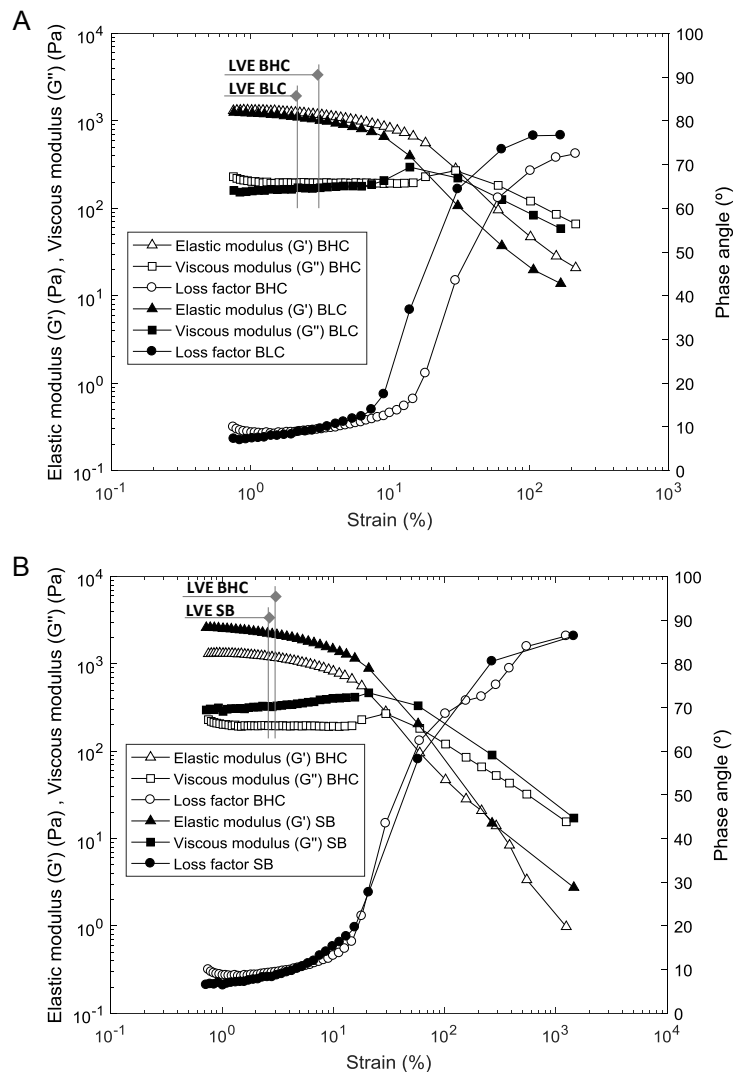 A
Elastic modulus (G') (Pa) , Viscous modulus (G") (Pa)
10⁴
10³
10²
10¹
10⁰
10⁻¹
LVE BHC
LVE BLC
Elastic modulus (G') BHC
Viscous modulus (G") BHC
Loss factor BHC
Elastic modulus (G') BLC
Viscous modulus (G") BLC
Loss factor BLC
100
90
80
70
60
50
40
30
20
10
0
Phase angle (º)
10⁻¹ 10⁰ 10¹ 10² 10³
Strain (%)
B
Elastic modulus (G') (Pa) , Viscous modulus (G") (Pa)
10⁴
10³
10²
10¹
10⁰
10⁻¹
LVE BHC
LVE SB
Elastic modulus (G') BHC
Viscous modulus (G") BHC
Loss factor BHC
Elastic modulus (G') SB
Viscous modulus (G") SB
Loss factor SB
100
90
80
70
60
50
40
30
20
10
0
Phase angle (º)
10⁻¹ 10⁰ 10¹ 10² 10³ 10⁴
Strain (%)